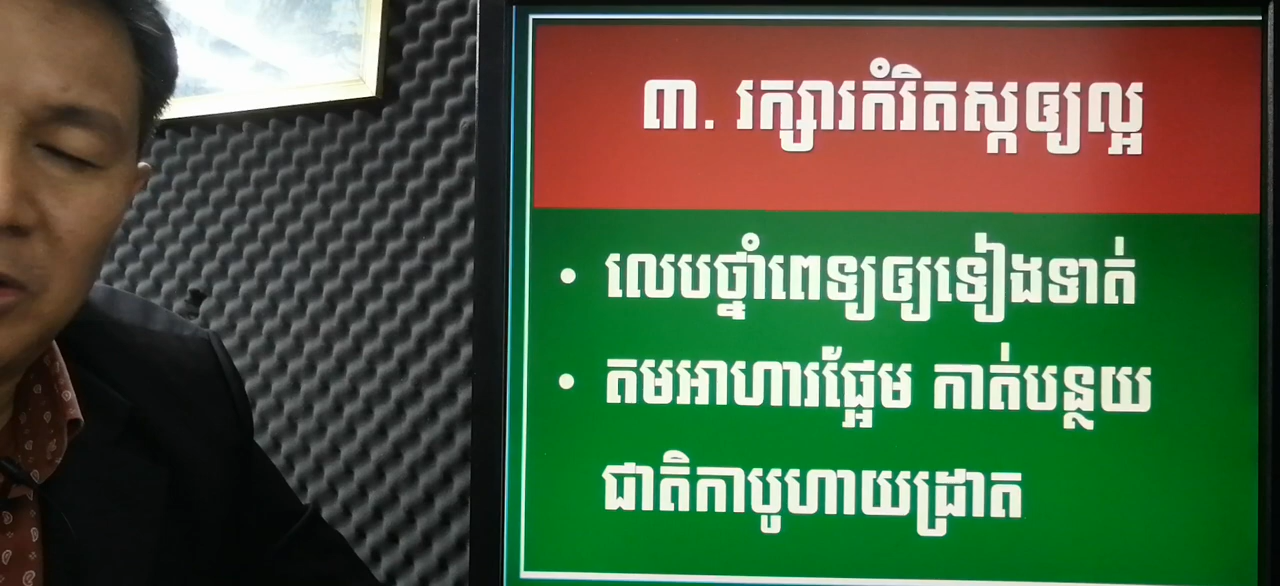 ៣. រក្សារកំរិតស្កឲ្យល្អ
• លេបថ្នាំពេទ្យឲ្យទៀងទាត់
• តមអាហារផ្អែម កាត់បន្ថយ
ជាតិកាបូហាយដ្រាត